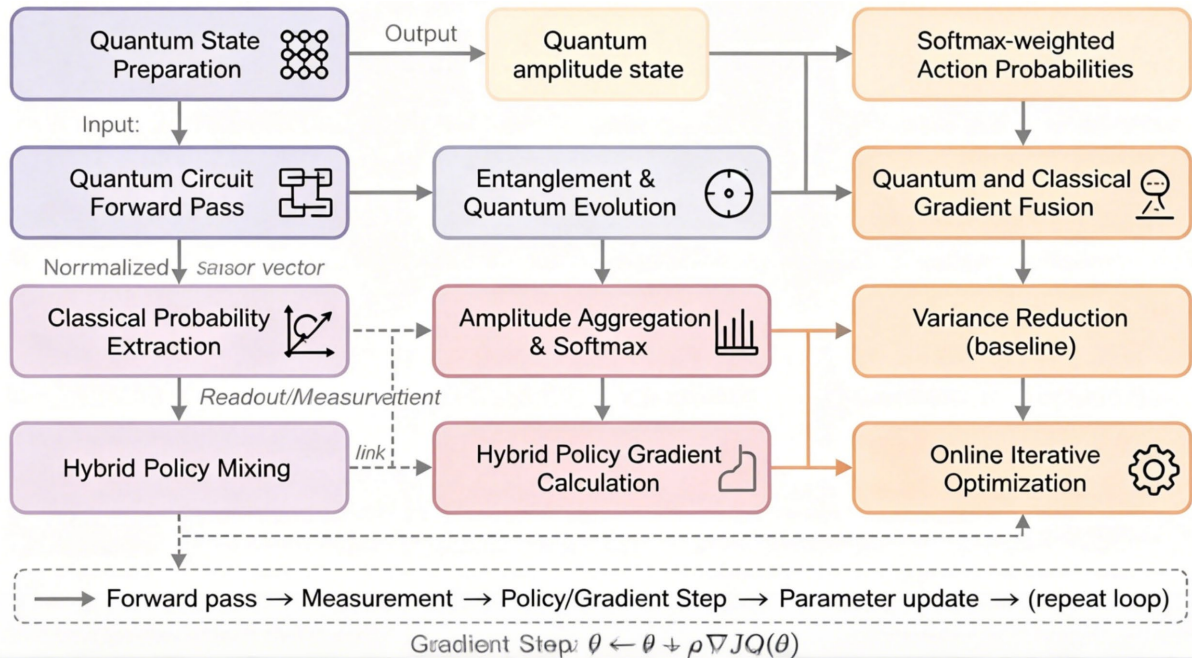 Quantum State
Preparation
Output
Quantum
amplitude state
Softmax-weighted
Action Probabilities
Input:
Quantum Circuit
Forward Pass
Entanglement &
Quantum Evolution
Quantum and Classical
Gradient Fusion
Norrmalized saisor vector
Classical Probability
Extraction
Amplitude Aggregation
& Softmax
Variance Reduction
(baseline)
Readout/Measurvetient
Hybrid Policy Mixing
link
Hybrid Policy Gradient
Calculation
Online Iterative
Optimization
→ Forward pass → Measurement → Policy/Gradient Step → Parameter update → (repeat loop)
Gradient Step: θ ← θ + ρ∇JQ(θ)